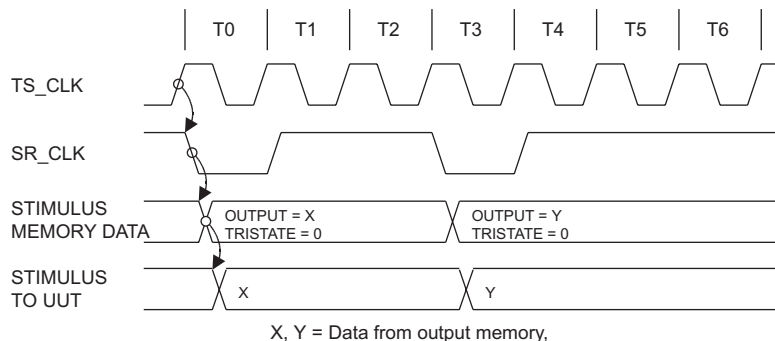 T0 T1 T2 T3 T4 T5 T6
TS_CLK
SR_CLK
STIMULUS
MEMORY DATA
OUTPUT = X
TRISTATE = 0
OUTPUT = Y
TRISTATE = 0
STIMULUS
TO UUT
X
Y
X, Y = Data from output memory,